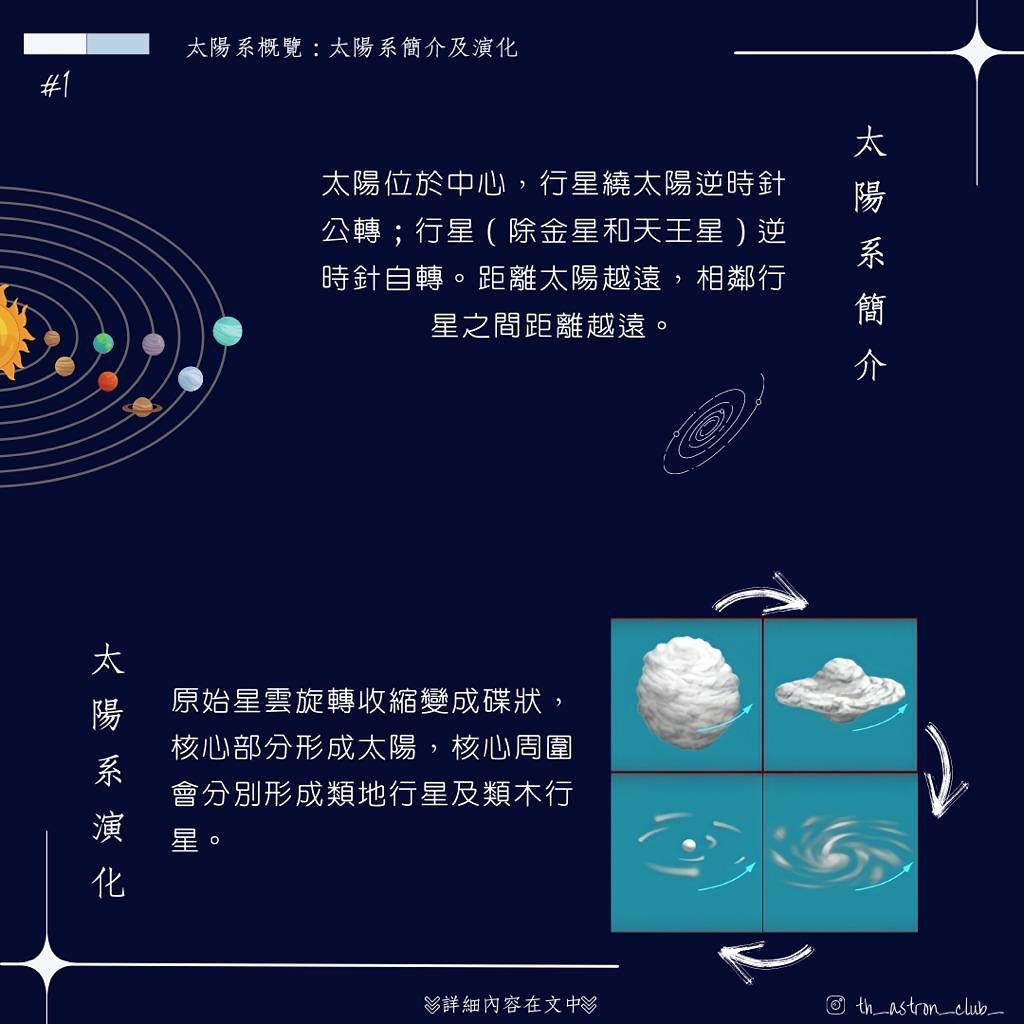 太陽系概覽：太陽系簡介及演化
#1
太陽系簡介
太陽位於中心，行星繞太陽逆時針
公轉；行星（除金星和天王星）逆
時針自轉。距離太陽越遠，相鄰行
星之間距離越遠。
太陽系演化
原始星雲旋轉收縮變成碟狀，
核心部分形成太陽，核心周圍
會分別形成類地行星及類木行
星。
詳細內容在文中
th_astron_club_